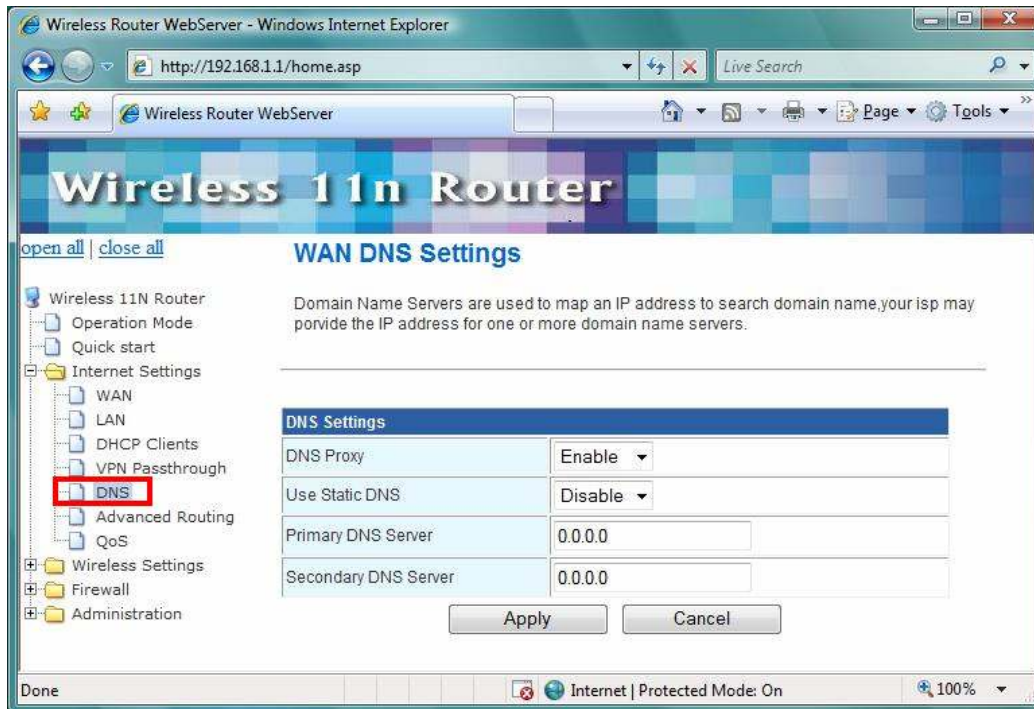 Wireless Router WebServer - Windows Internet Explorer
http://192.168.1.1/home.asp
Live Search
Wireless Router WebServer
Page
Tools
Wireless 11n Router
open all | close all
Wireless 11N Router
Operation Mode
Quick start
Internet Settings
WAN
LAN
DHCP Clients
VPN Passthrough
DNS
Advanced Routing
QoS
Wireless Settings
Firewall
Administration
WAN DNS Settings
Domain Name Servers are used to map an IP address to search domain name,your isp may
porvide the IP address for one or more domain name servers.
DNS Settings
DNS Proxy Enable
Use Static DNS Disable
Primary DNS Server 0.0.0.0
Secondary DNS Server 0.0.0.0
Apply Cancel
Done
Internet | Protected Mode: On
100%